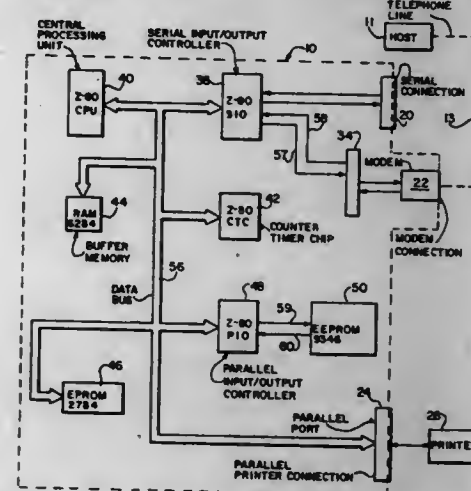 TELEPHONE
LINE
11
HOST
CENTRAL
PROCESSING
UNIT
SERIAL INPUT/OUTPUT
CONTROLLER
10
40
38
Z-80
CPU
Z-80
SIO
SERIAL
CONNECTION
20
13
58
57
34
MODEM
22
MODEM
CONNECTION
44
RAM
6264
BUFFER
MEMORY
42
Z-80
CTC
COUNTER
TIMER CHIP
56
DATA
BUS
48
Z-80
PIO
59
60
50
EEPROM
9346
PARALLEL
INPUT/OUTPUT
CONTROLLER
46
EPROM
2764
24
PARALLEL
PORT
28
PRINTE
PARALLEL
PRINTER CONNECTION